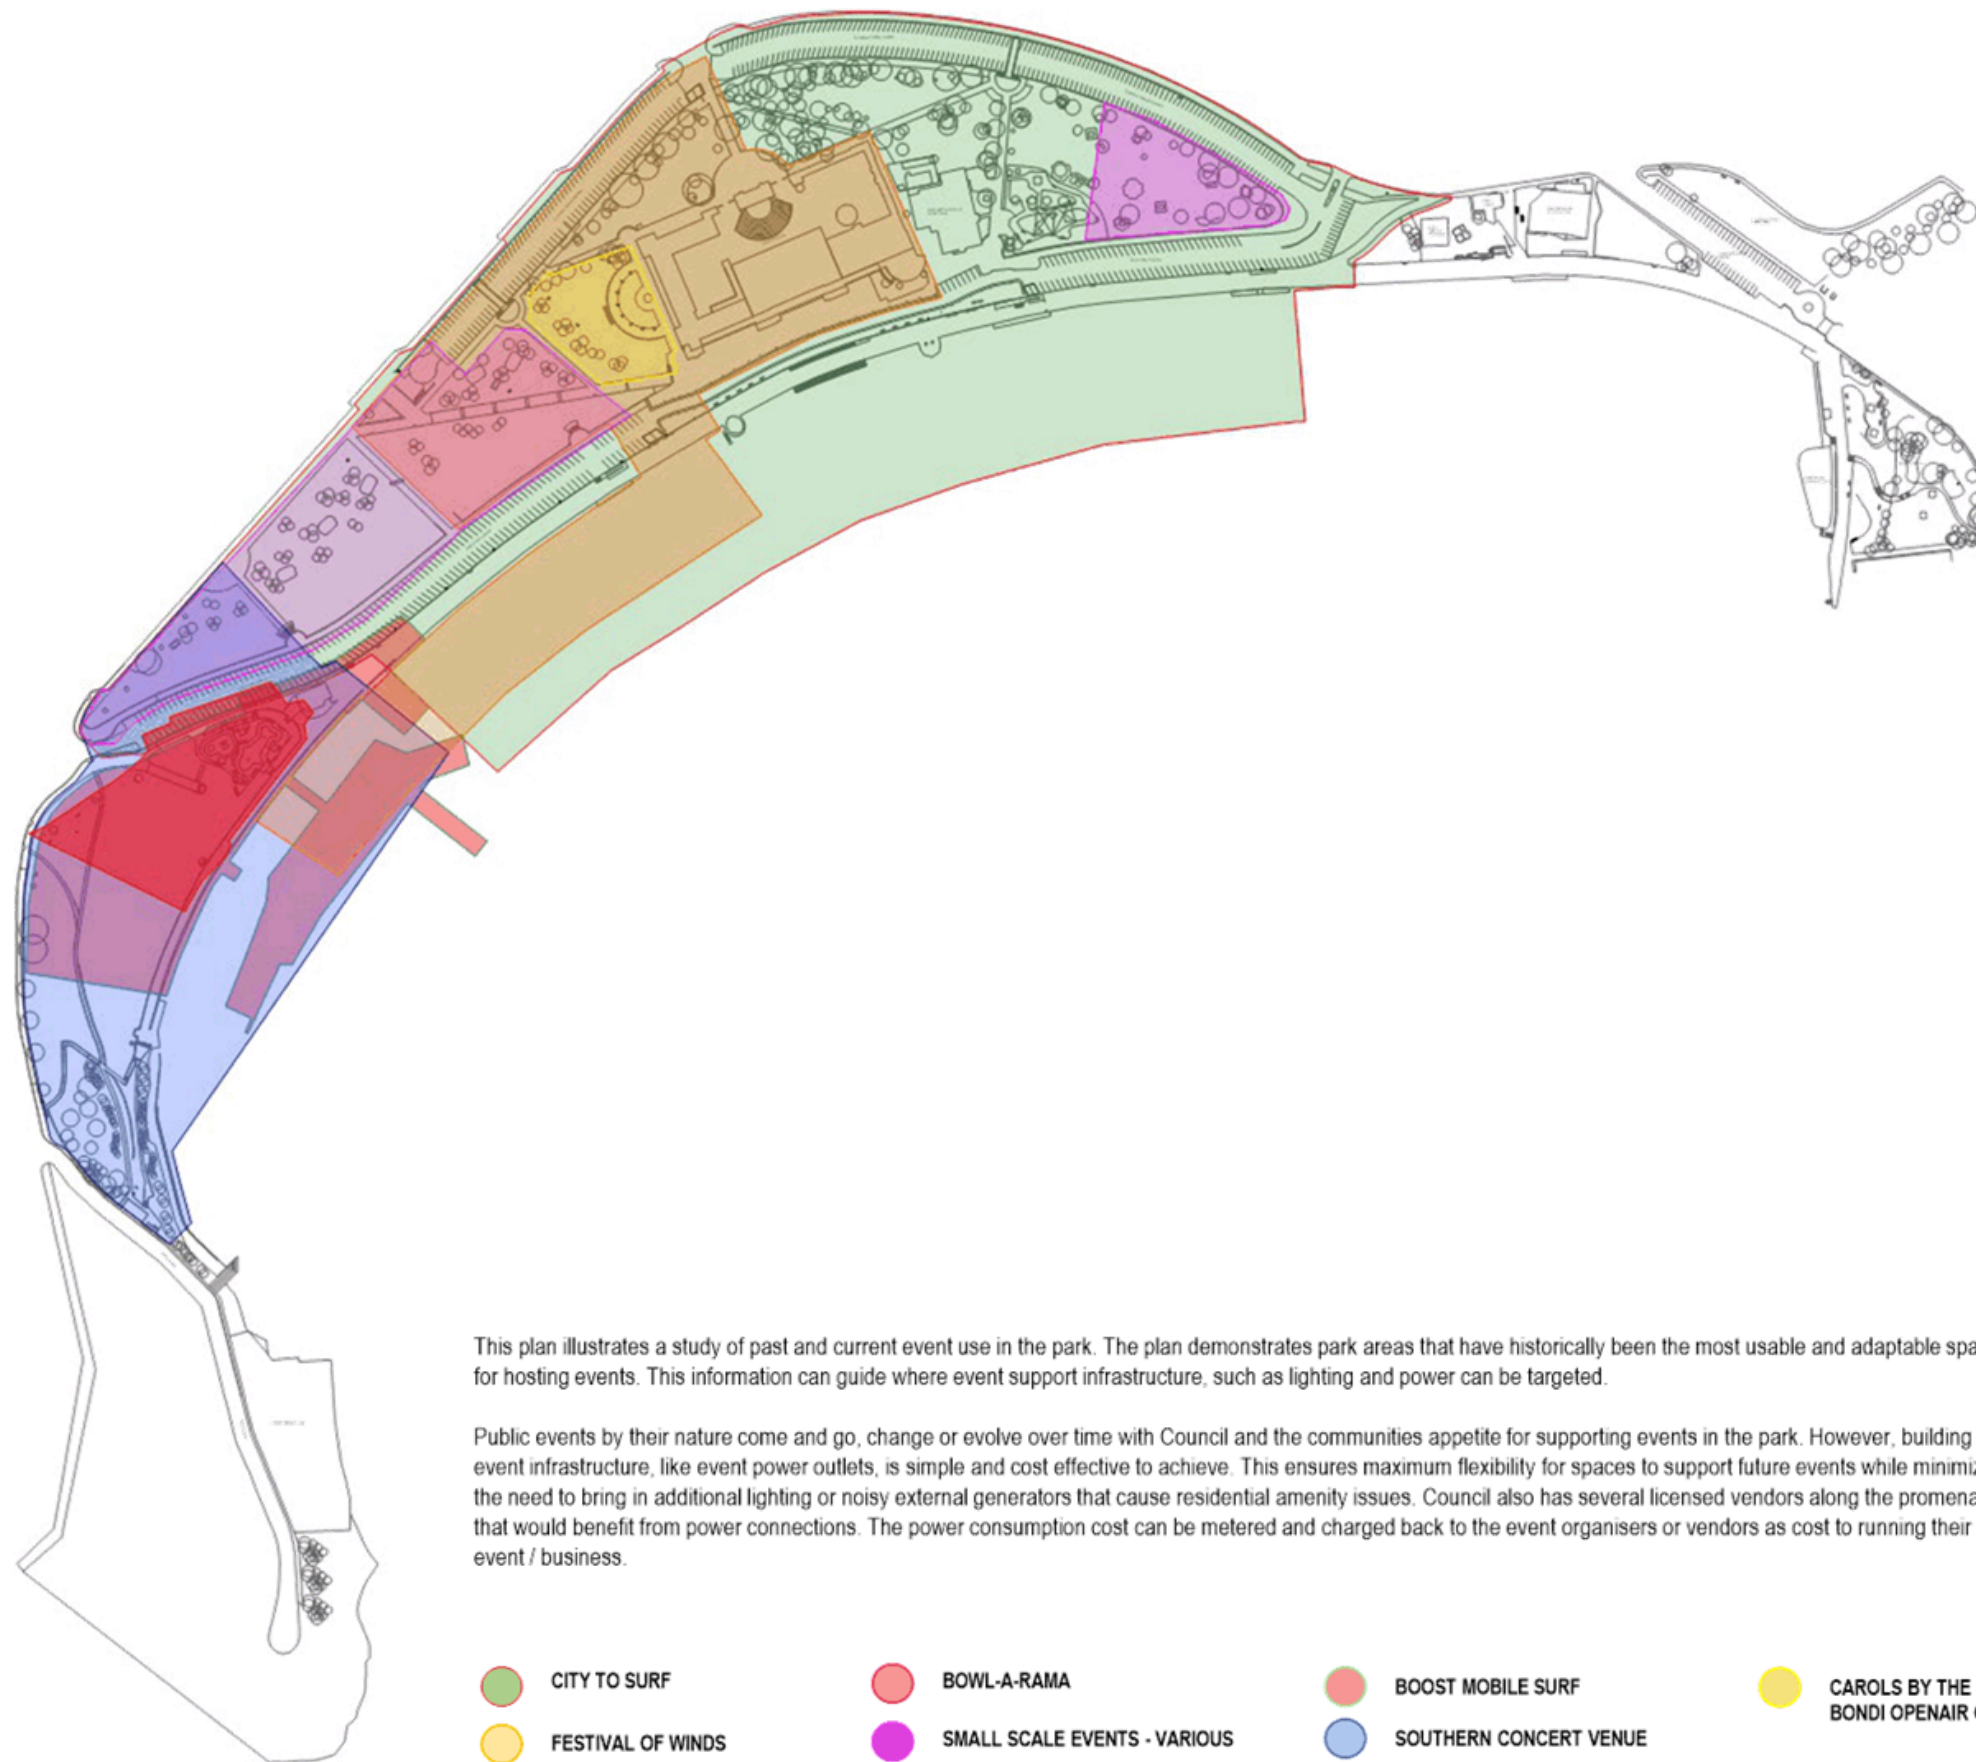 This plan illustrates a study of past and current event use in the park. The plan demonstrates park areas that have historically been the most usable and adaptable spa
for hosting events. This information can guide where event support infrastructure, such as lighting and power can be targeted.
Public events by their nature come and go, change or evolve over time with Council and the communities appetite for supporting events in the park. However, building
event infrastructure, like event power outlets, is simple and cost effective to achieve. This ensures maximum flexibility for spaces to support future events while minimiz
the need to bring in additional lighting or noisy external generators that cause residential amenity issues. Council also has several licensed vendors along the promena
that would benefit from power connections. The power consumption cost can be metered and charged back to the event organisers or vendors as cost to running their
event / business.
CITY TO SURF
BOWL-A-RAMA
BOOST MOBILE SURF
CAROLS BY THE
BONDI OPENAIR
FESTIVAL OF WINDS
SMALL SCALE EVENTS - VARIOUS
SOUTHERN CONCERT VENUE